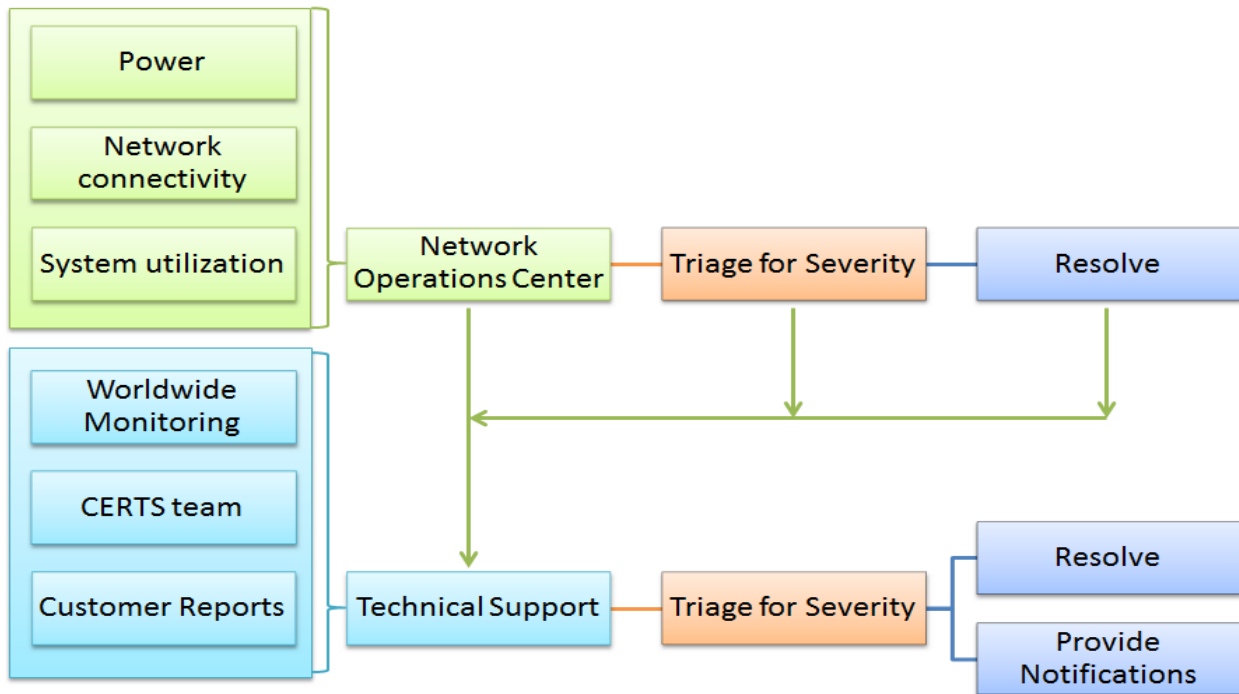 Power
Network
connectivity
System utilization
Network
Operations Center
Triage for Severity
Resolve
Worldwide
Monitoring
CERTS team
Customer Reports
Technical Support
Triage for Severity
Resolve
Provide
Notifications